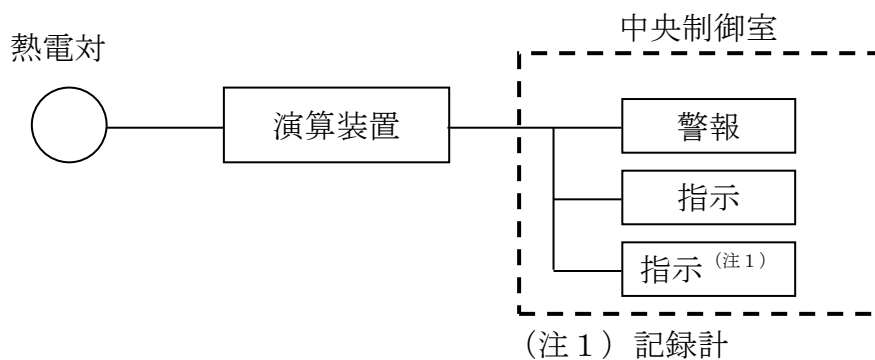 中央制御室
熱電対
演算装置
警報
指示
指示（注１）
（注１）記録計